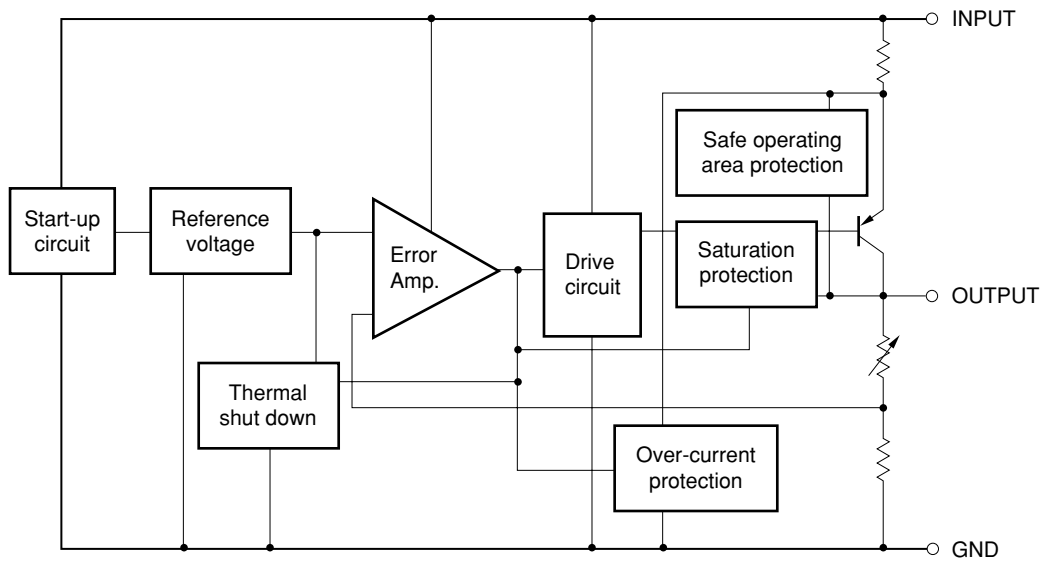 INPUT
Safe operating
area protection
Start-up
circuit
Reference
voltage
Error
Amp.
Drive
circuit
Saturation
protection
OUTPUT
Thermal
shut down
Over-current
protection
GND